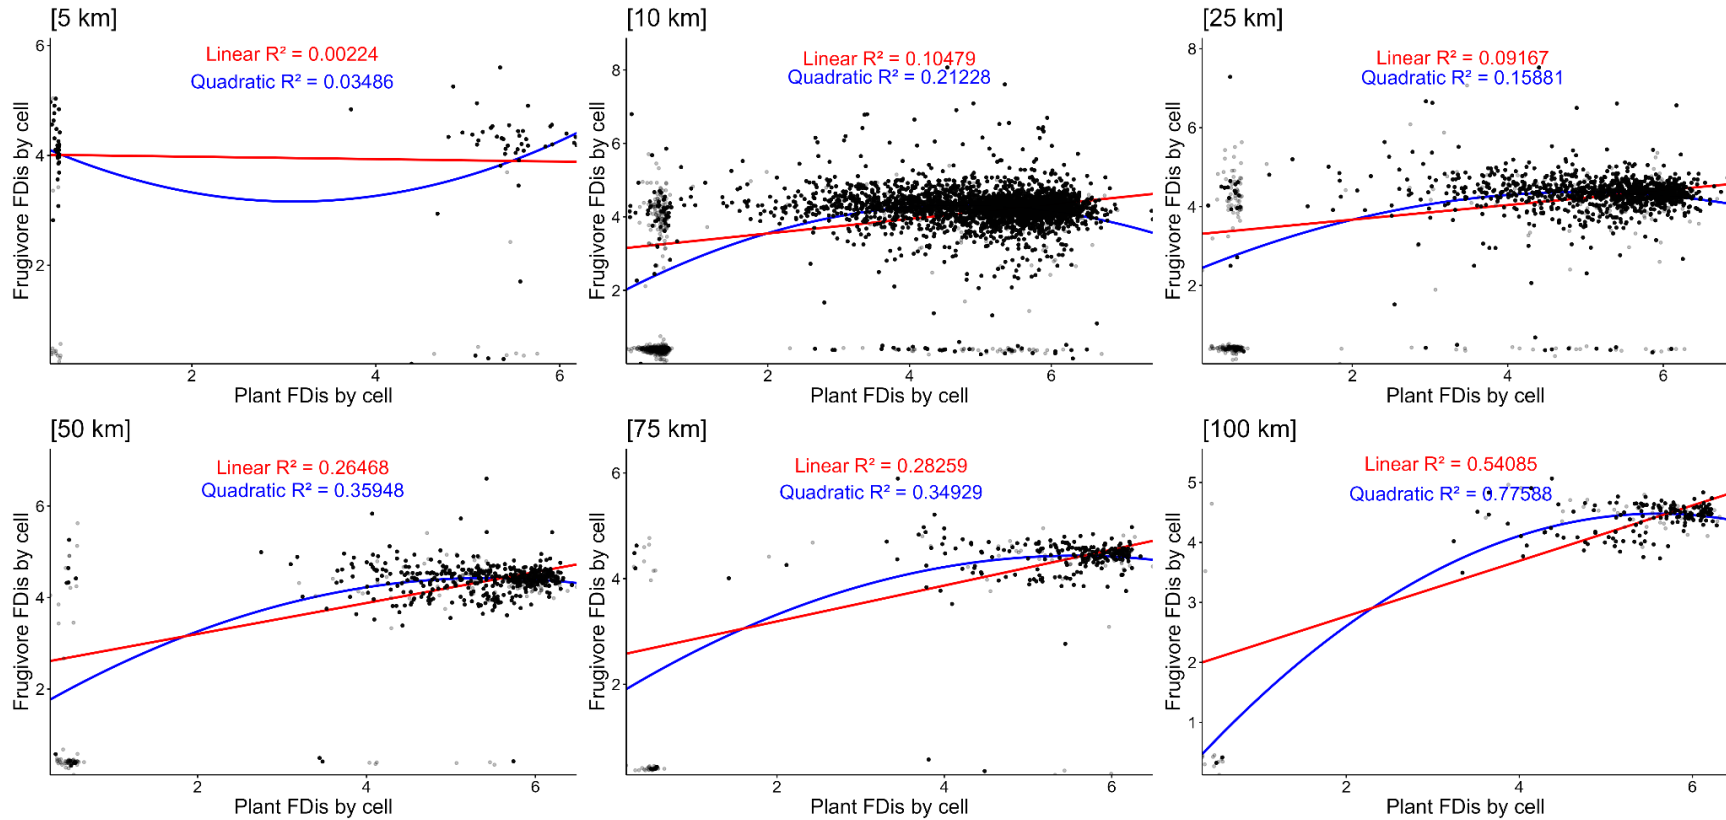 [5 km]
Linear R² = 0.00224
Quadratic R² = 0.03486
Frugivore FDis by cell
6
4
2
2
4
6
Plant FDis by cell
[10 km]
Linear R² = 0.10479
Quadratic R² = 0.21228
Frugivore FDis by cell
8
6
4
2
2
4
6
Plant FDis by cell
[25 km]
Linear R² = 0.09167
Quadratic R² = 0.15881
Frugivore FDis by cell
8
6
4
2
2
4
6
Plant FDis by cell
[50 km]
Linear R² = 0.26468
Quadratic R² = 0.35948
Frugivore FDis by cell
6
4
2
2
4
6
Plant FDis by cell
[75 km]
Linear R² = 0.28259
Quadratic R² = 0.34929
Frugivore FDis by cell
6
4
2
2
4
6
Plant FDis by cell
[100 km]
Linear R² = 0.54085
Quadratic R² = 0.77588
Frugivore FDis by cell
5
4
3
2
1
2
4
6
Plant FDis by cell